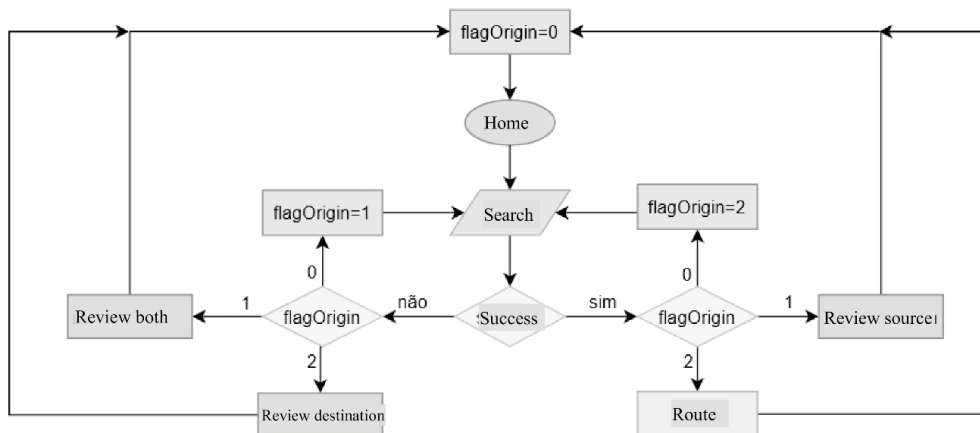 flagOrigin=0
Home
flagOrigin=1
Search
flagOrigin=2
0
0
Review both
1
flagOrigin
não
Success
sim
flagOrigin
1
Review source
2
2
Review destination
Route